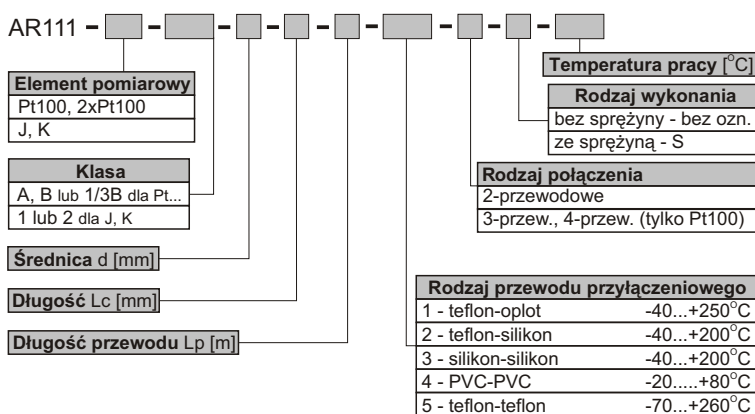 AR111 - - - - - - - - -
Element pomiarowy
Pt100, 2xPt100
J, K
Klasa
A, B lub 1/3B dla Pt...
1 lub 2 dla J, K
Średnica d [mm]
Długość Lc [mm]
Długość przewodu Lp [m]
Temperatura pracy [°C]
Rodzaj wykonania
bez sprężyny - bez ozn.
ze sprężyną - S
Rodzaj połączenia
2-przewodowe
3-przew., 4-przew. (tylko Pt100)
Rodzaj przewodu przyłączeniowego
1 - teflon-oplot -40...+250°C
2 - teflon-silikon -40...+200°C
3 - silikon-silikon -40...+200°C
4 - PVC-PVC -20.....+80°C
5 - teflon-teflon -70...+260°C